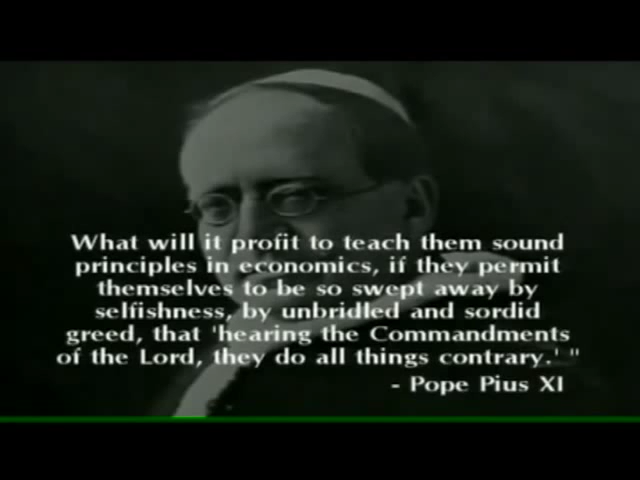 What will it profit to teach them sound
principles in economics, if they permit
themselves to be so swept away by
selfishness, by unbridled and sordid
greed, that 'hearing the Commandments
of the Lord, they do all things contrary.' "
- Pope Pius XI